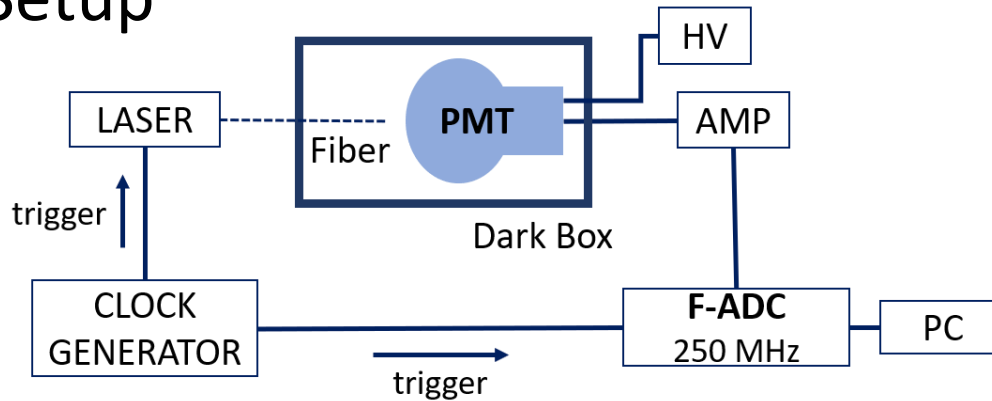 Setup
HV
LASER
PMT
AMP
Fiber
trigger
Dark Box
CLOCK
GENERATOR
F-ADC
250 MHz
PC
trigger